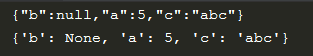 {"b":null,"a":5,"c":"abc"}
{'b': None, 'a': 5, 'c': 'abc'}